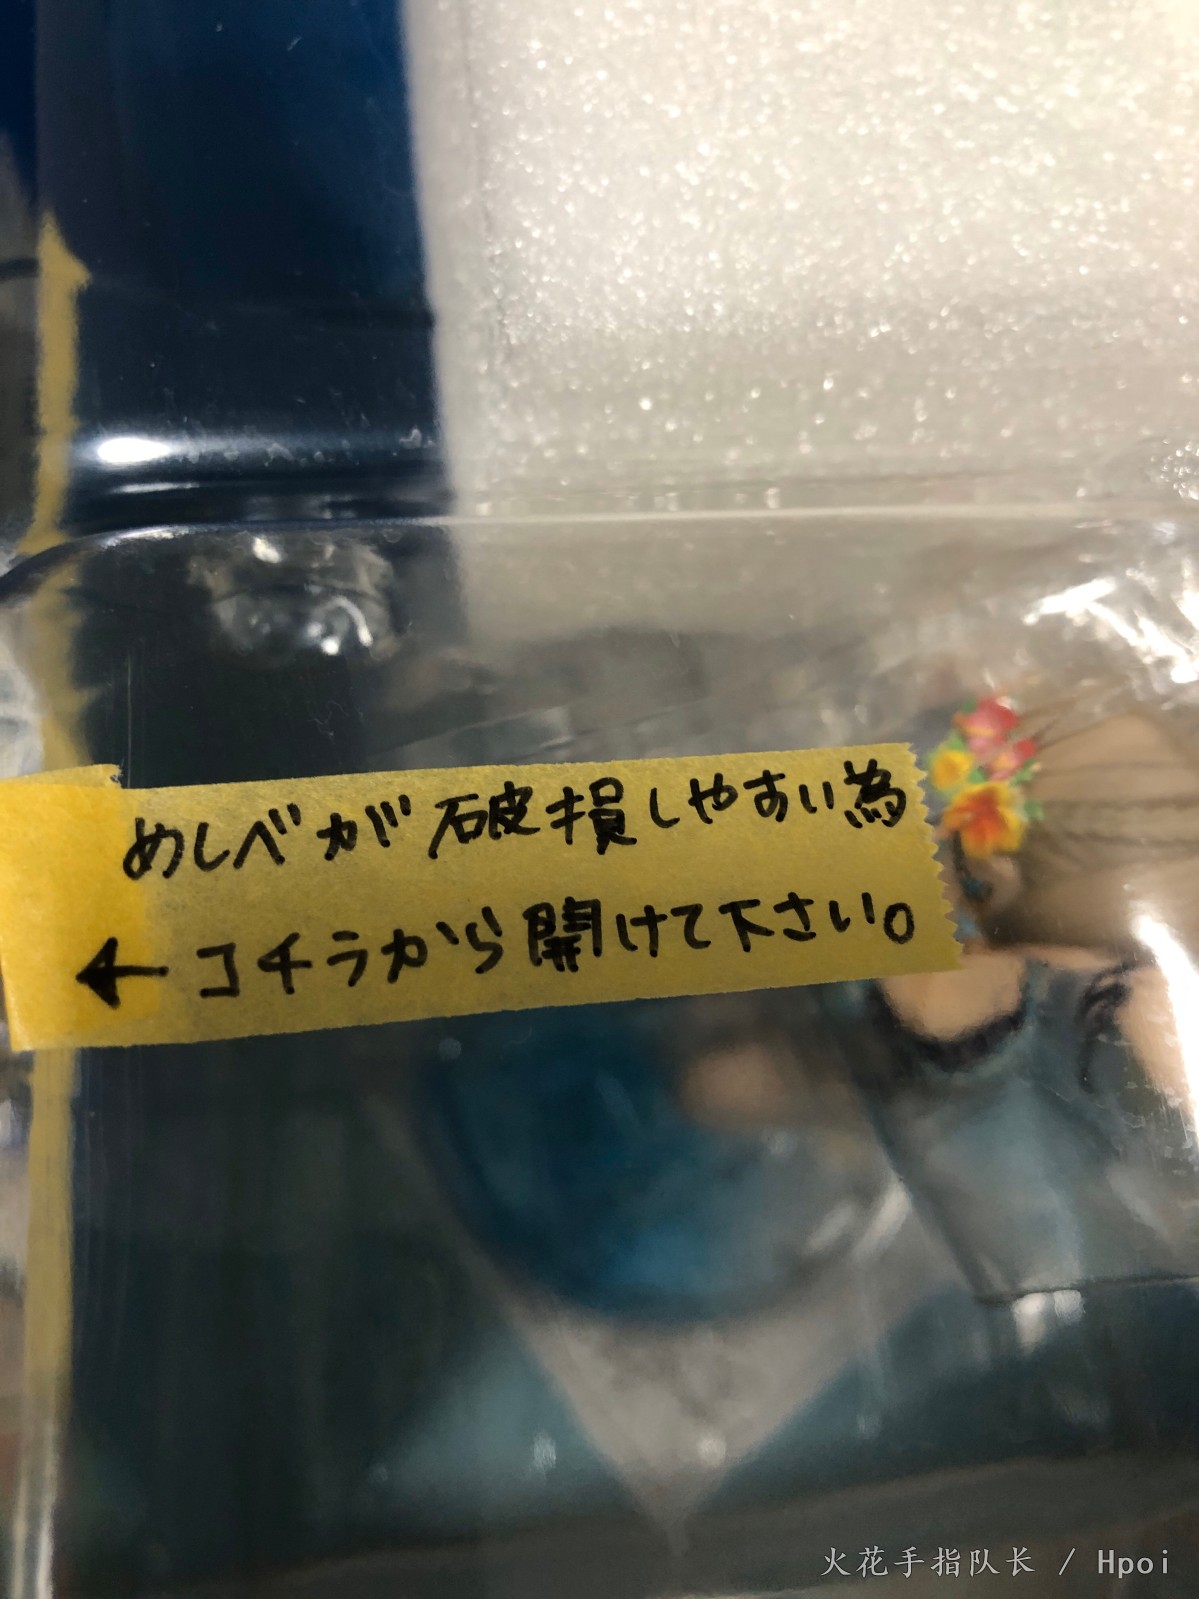 めしべが破損しやすい為
← コチラから開けて下さい。
火花手指队长 / Hpoi